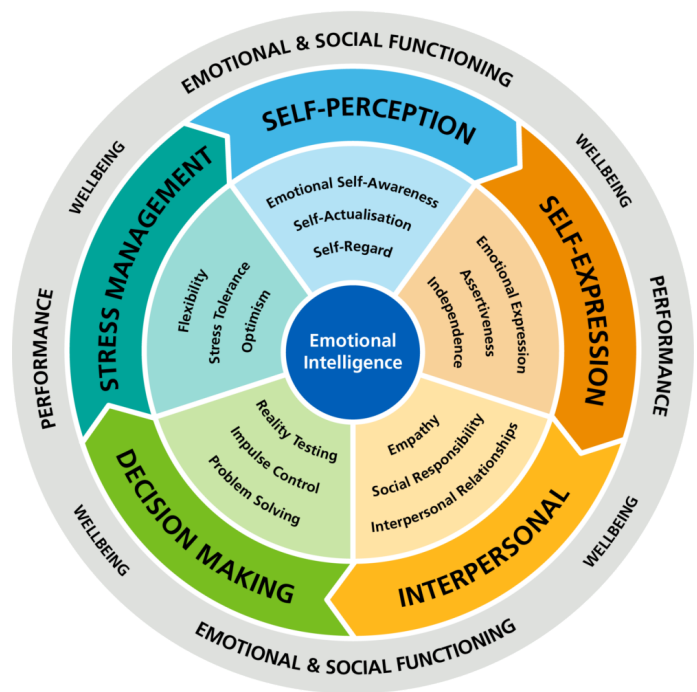 EMOTIONAL & SOCIAL FUNCTIONING
WELLBEING
PERFORMANCE
WELLBEING
EMOTIONAL & SOCIAL FUNCTIONING
WELLBEING
PERFORMANCE
WELLBEING
SELF-PERCEPTION
Emotional Self-Awareness
Self-Actualisation
Self-Regard
SELF-EXPRESSION
Emotional Expression
Assertiveness
Independence
INTERPERSONAL
Empathy
Social Responsibility
Interpersonal Relationships
DECISION MAKING
Reality Testing
Impulse Control
Problem Solving
STRESS MANAGEMENT
Flexibility
Stress Tolerance
Optimism
Emotional
Intelligence